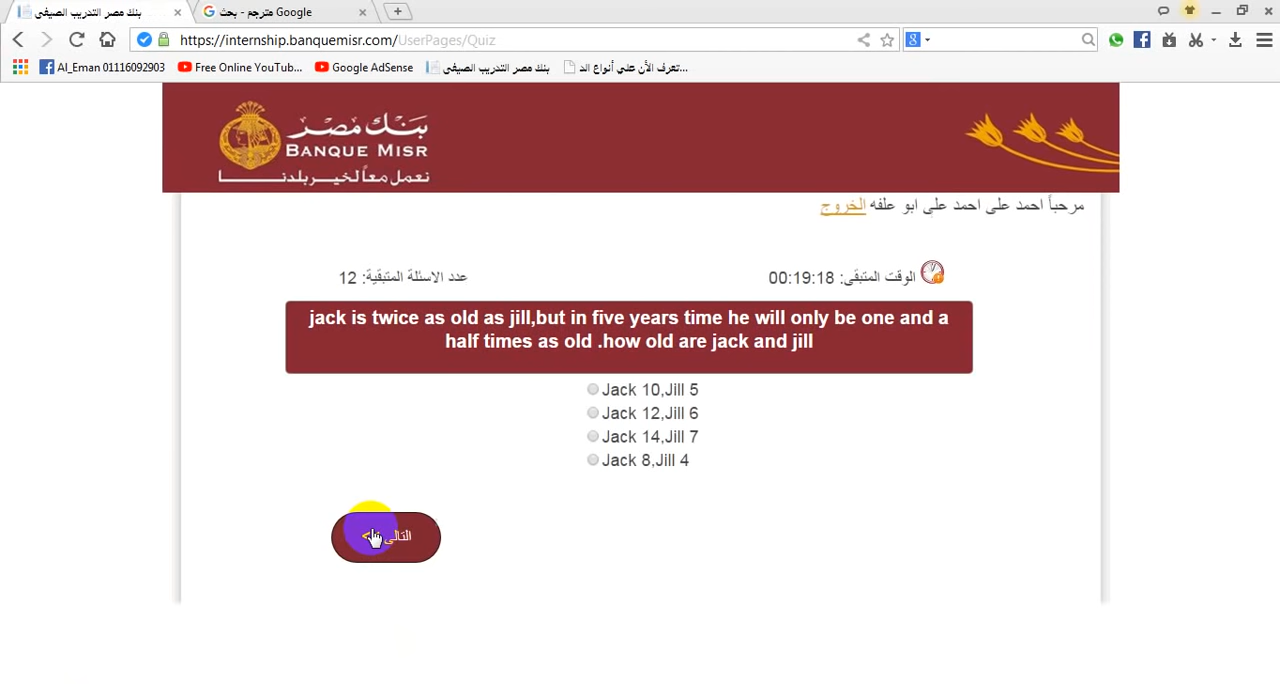 بنك مصر التدريب الصيفى
مترجم - بحث Google
https://internship.banquemisr.com/UserPages/Quiz
Al_Eman 01116092903
Free Online YouTub...
Google AdSense
بنك مصر التدريب الصيفى
تعرف الأن علي أنواع الد...
بنك مصر
BANQUE MISR
نعمل معاً لخير بلدنا
مرحباً احمد على احمد على ابو علفه الخروج
الوقت المتبقى: 00:19:18
عدد الاسئلة المتبقية: 12
jack is twice as old as jill,but in five years time he will only be one and a
half times as old .how old are jack and jill
Jack 10,Jill 5
Jack 12,Jill 6
Jack 14,Jill 7
Jack 8,Jill 4
التالى